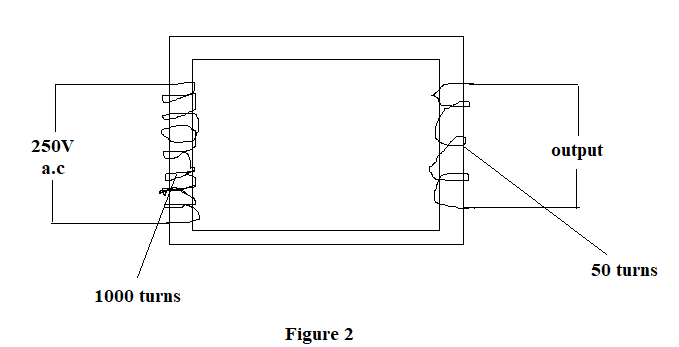 250V
a.c
output
50 turns
1000 turns
Figure 2